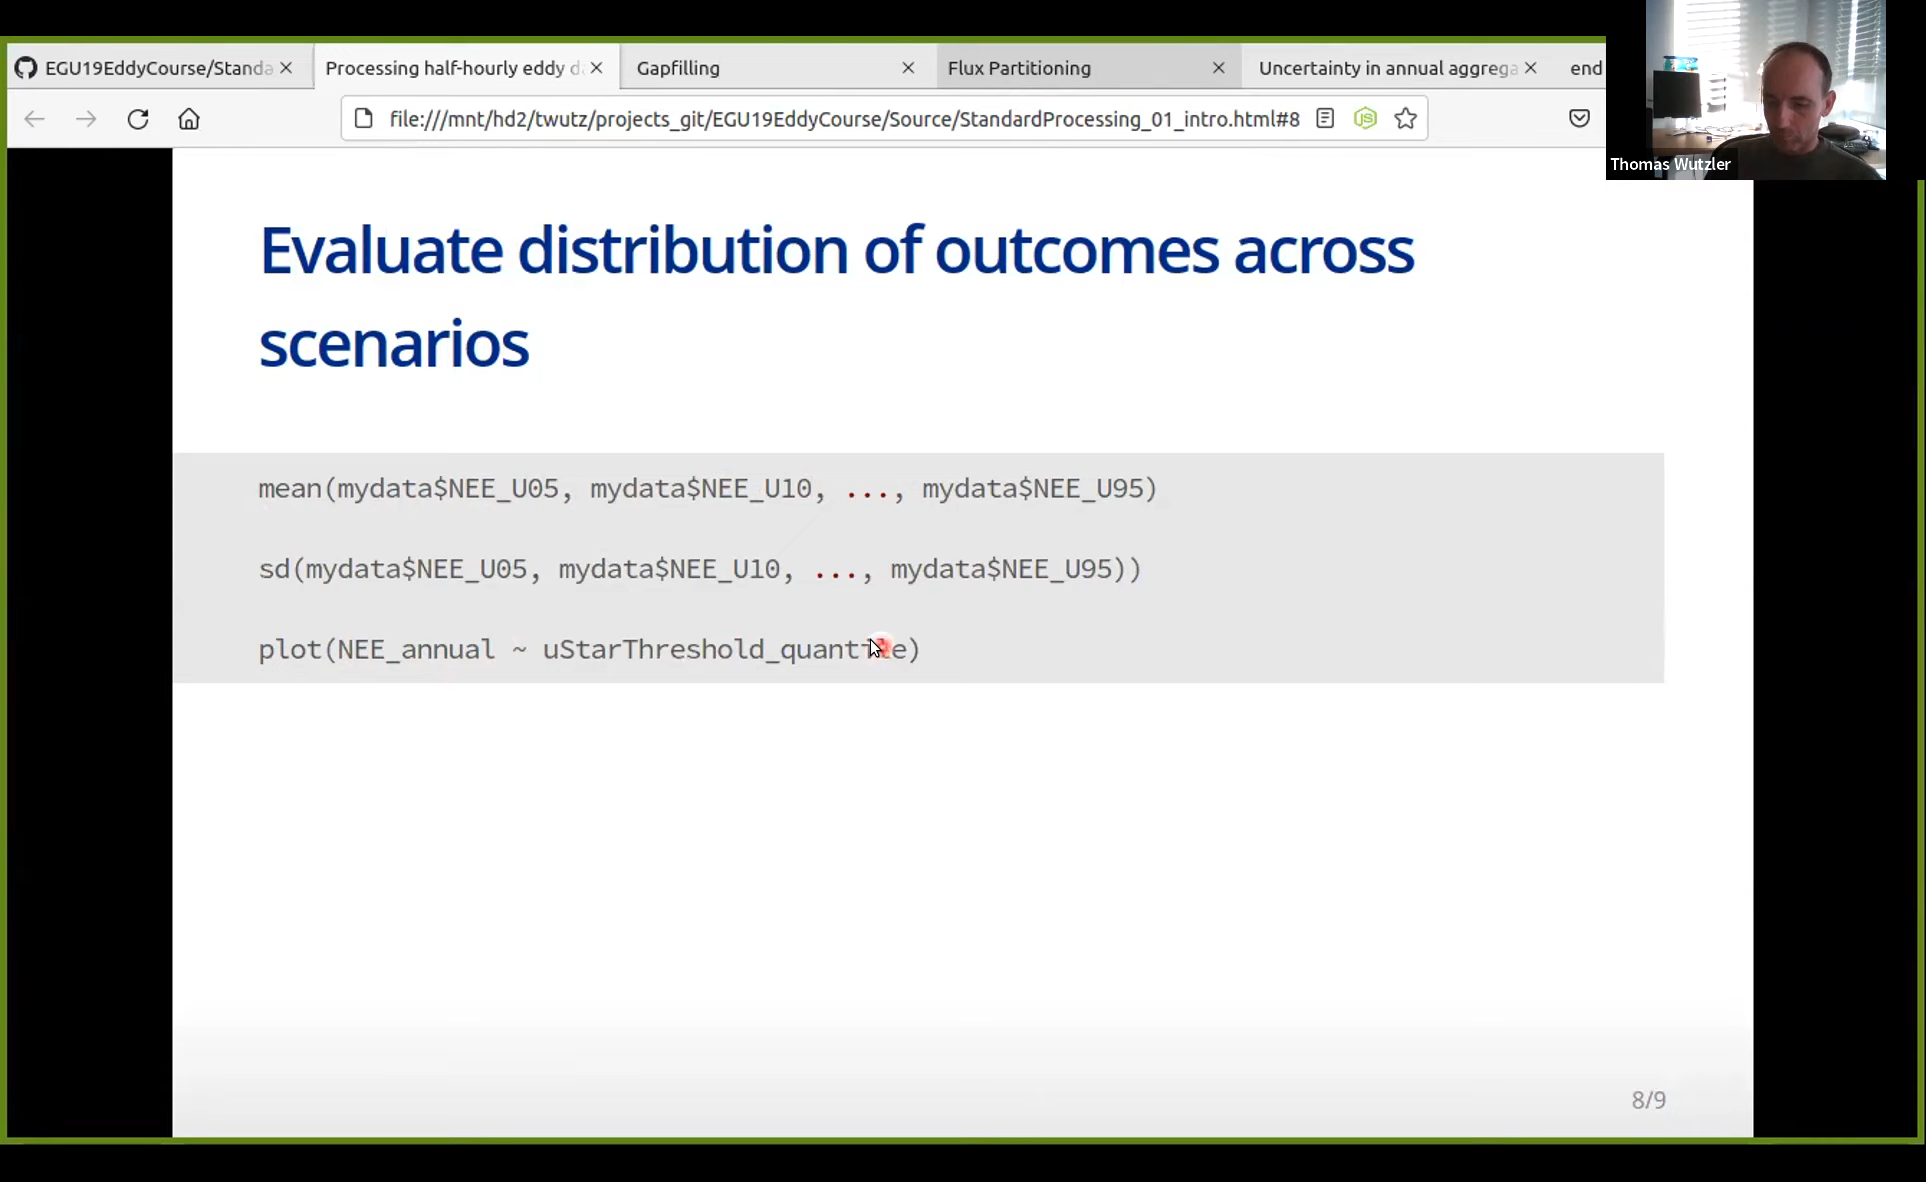 EGU19EddyCourse/Standa
Processing half-hourly eddy d
Gapfilling
Flux Partitioning
Uncertainty in annual aggrega
end
file:///mnt/hd2/twutz/projects_git/EGU19EddyCourse/Source/StandardProcessing_01_intro.html#8
Thomas Wutzler
Evaluate distribution of outcomes across
scenarios
mean(mydata$NEE_U05, mydata$NEE_U10, ..., mydata$NEE_U95)
sd(mydata$NEE_U05, mydata$NEE_U10, ..., mydata$NEE_U95))
plot(NEE_annual ~ uStarThreshold_quantile)
8/9